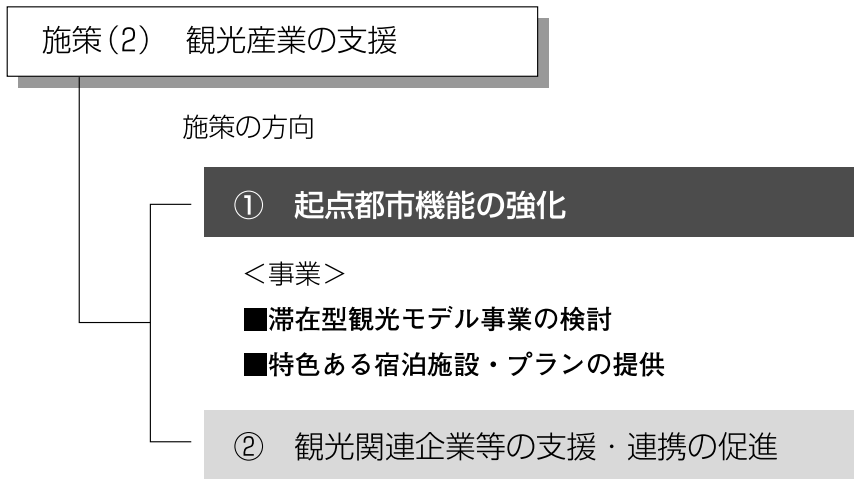 施策(2) 観光産業の支援
施策の方向
① 起点都市機能の強化
＜事業＞
■滞在型観光モデル事業の検討
■特色ある宿泊施設・プランの提供
② 観光関連企業等の支援・連携の促進